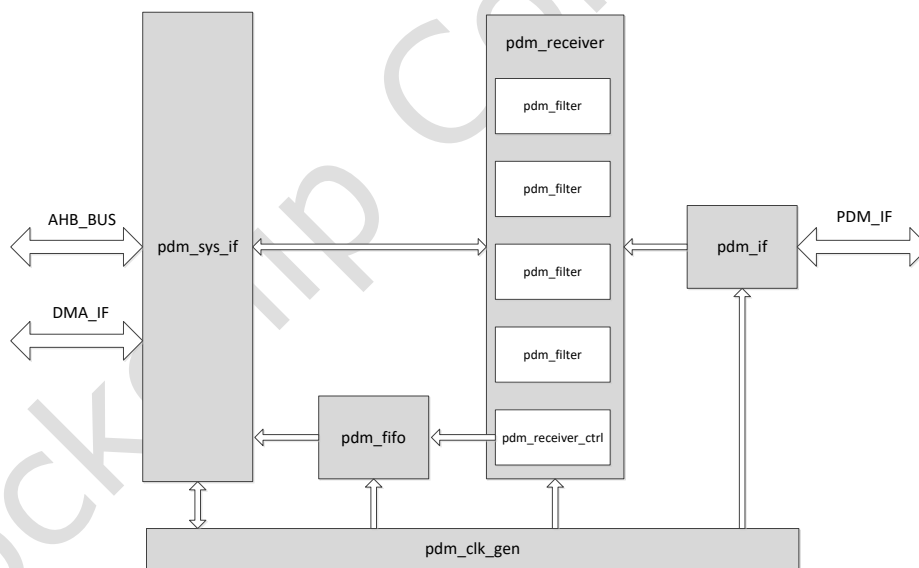 pdm_receiver
pdm_filter
pdm_filter
AHB_BUS
PDM_IF
pdm_sys_if
pdm_filter
pdm_if
DMA_IF
pdm_filter
pdm_fifo
pdm_receiver_ctrl
pdm_clk_gen